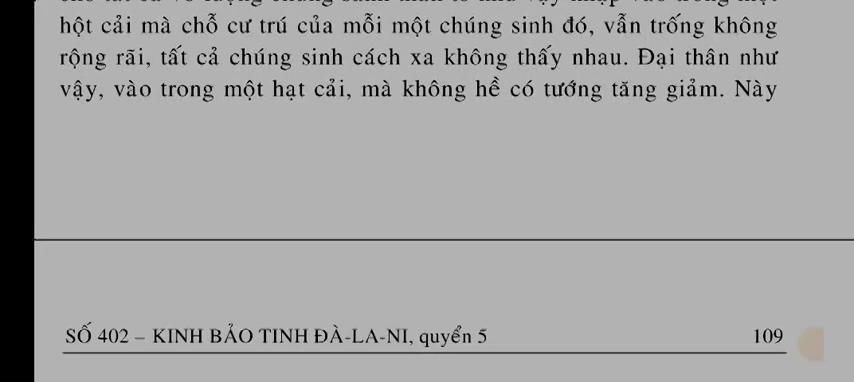 hột cải mà chỗ cư trú của mỗi một chúng sinh đó, vẫn trống không
rộng rãi, tất cả chúng sinh cách xa không thấy nhau. Đại thân như
vậy, vào trong một hạt cải, mà không hề có tướng tăng giảm. Này
SỐ 402 – KINH BẢO TINH ĐÀ-LA-NI, quyển 5 109